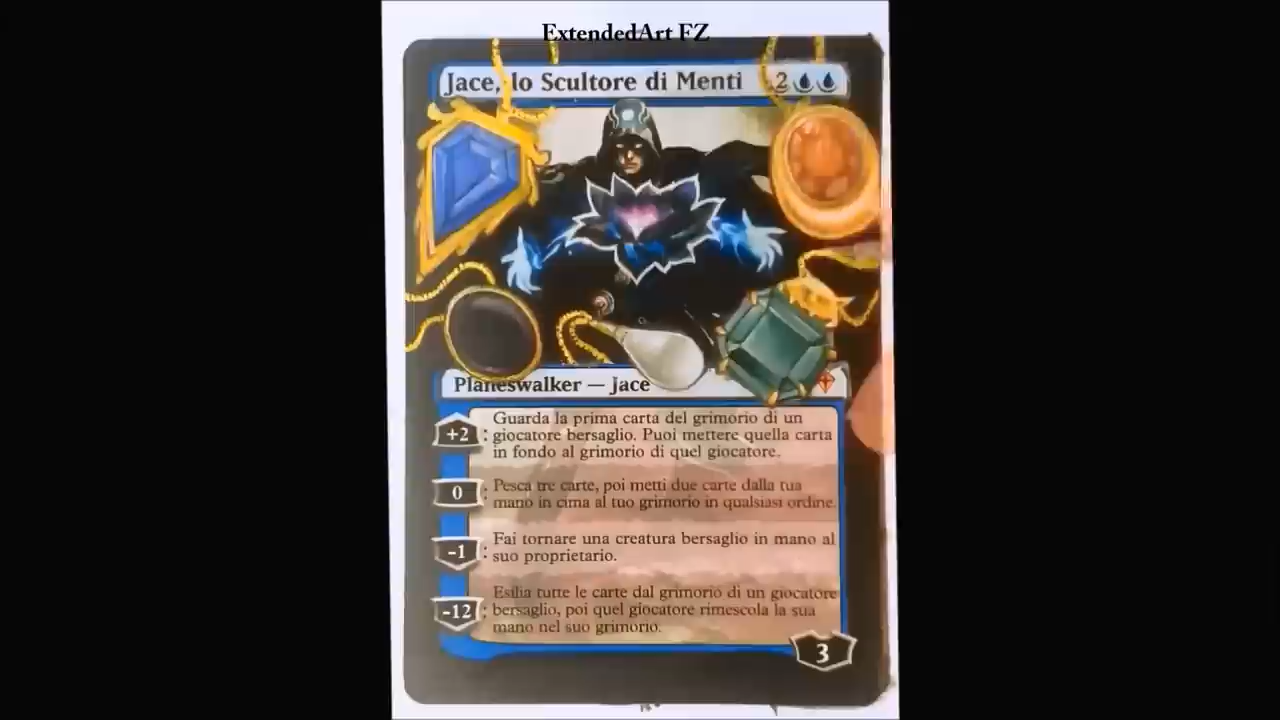 ExtendedArt FZ
Jace, lo Scultore di Menti 2
Planeswalker — Jace
+2 : Guarda la prima carta del grimorio di un
giocatore bersaglio. Puoi mettere quella carta
in fondo al grimorio di quel giocatore.
0 : Pesca tre carte, poi metti due carte dalla tua
mano in cima al tuo grimorio in qualsiasi ordine.
-1 : Fai tornare una creatura bersaglio in mano al
suo proprietario.
-12 : Esilia tutte le carte dal grimorio di un giocatore
bersaglio, poi quel giocatore rimescola la sua
mano nel suo grimorio.
3